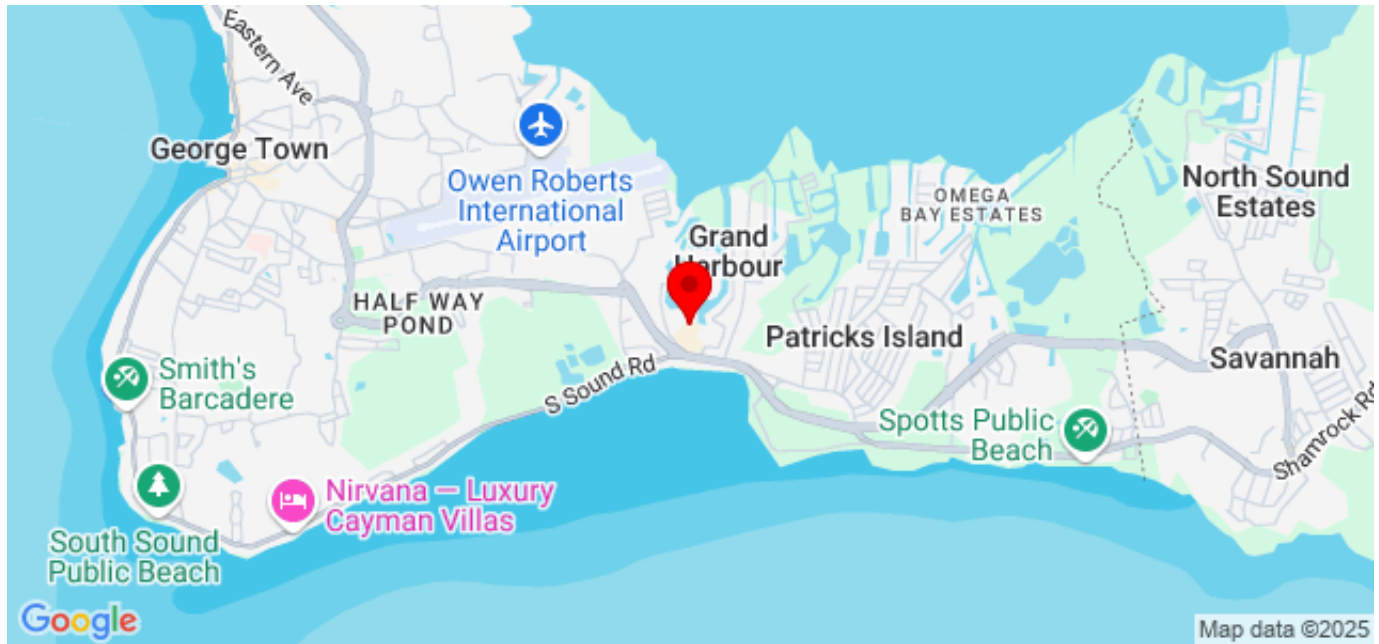 Eastern Ave
George Town
Owen Roberts
International
Airport
OMEGA
BAY ESTATES
North Sound
Estates
Grand
Harbour
HALF WAY
POND
Patricks Island
Savannah
Smith's
Barcadere
S Sound Rd
Spotts Public
Beach
Shamrock Rd
Nirvana — Luxury
Cayman Villas
South Sound
Public Beach
Google
Map data ©2025